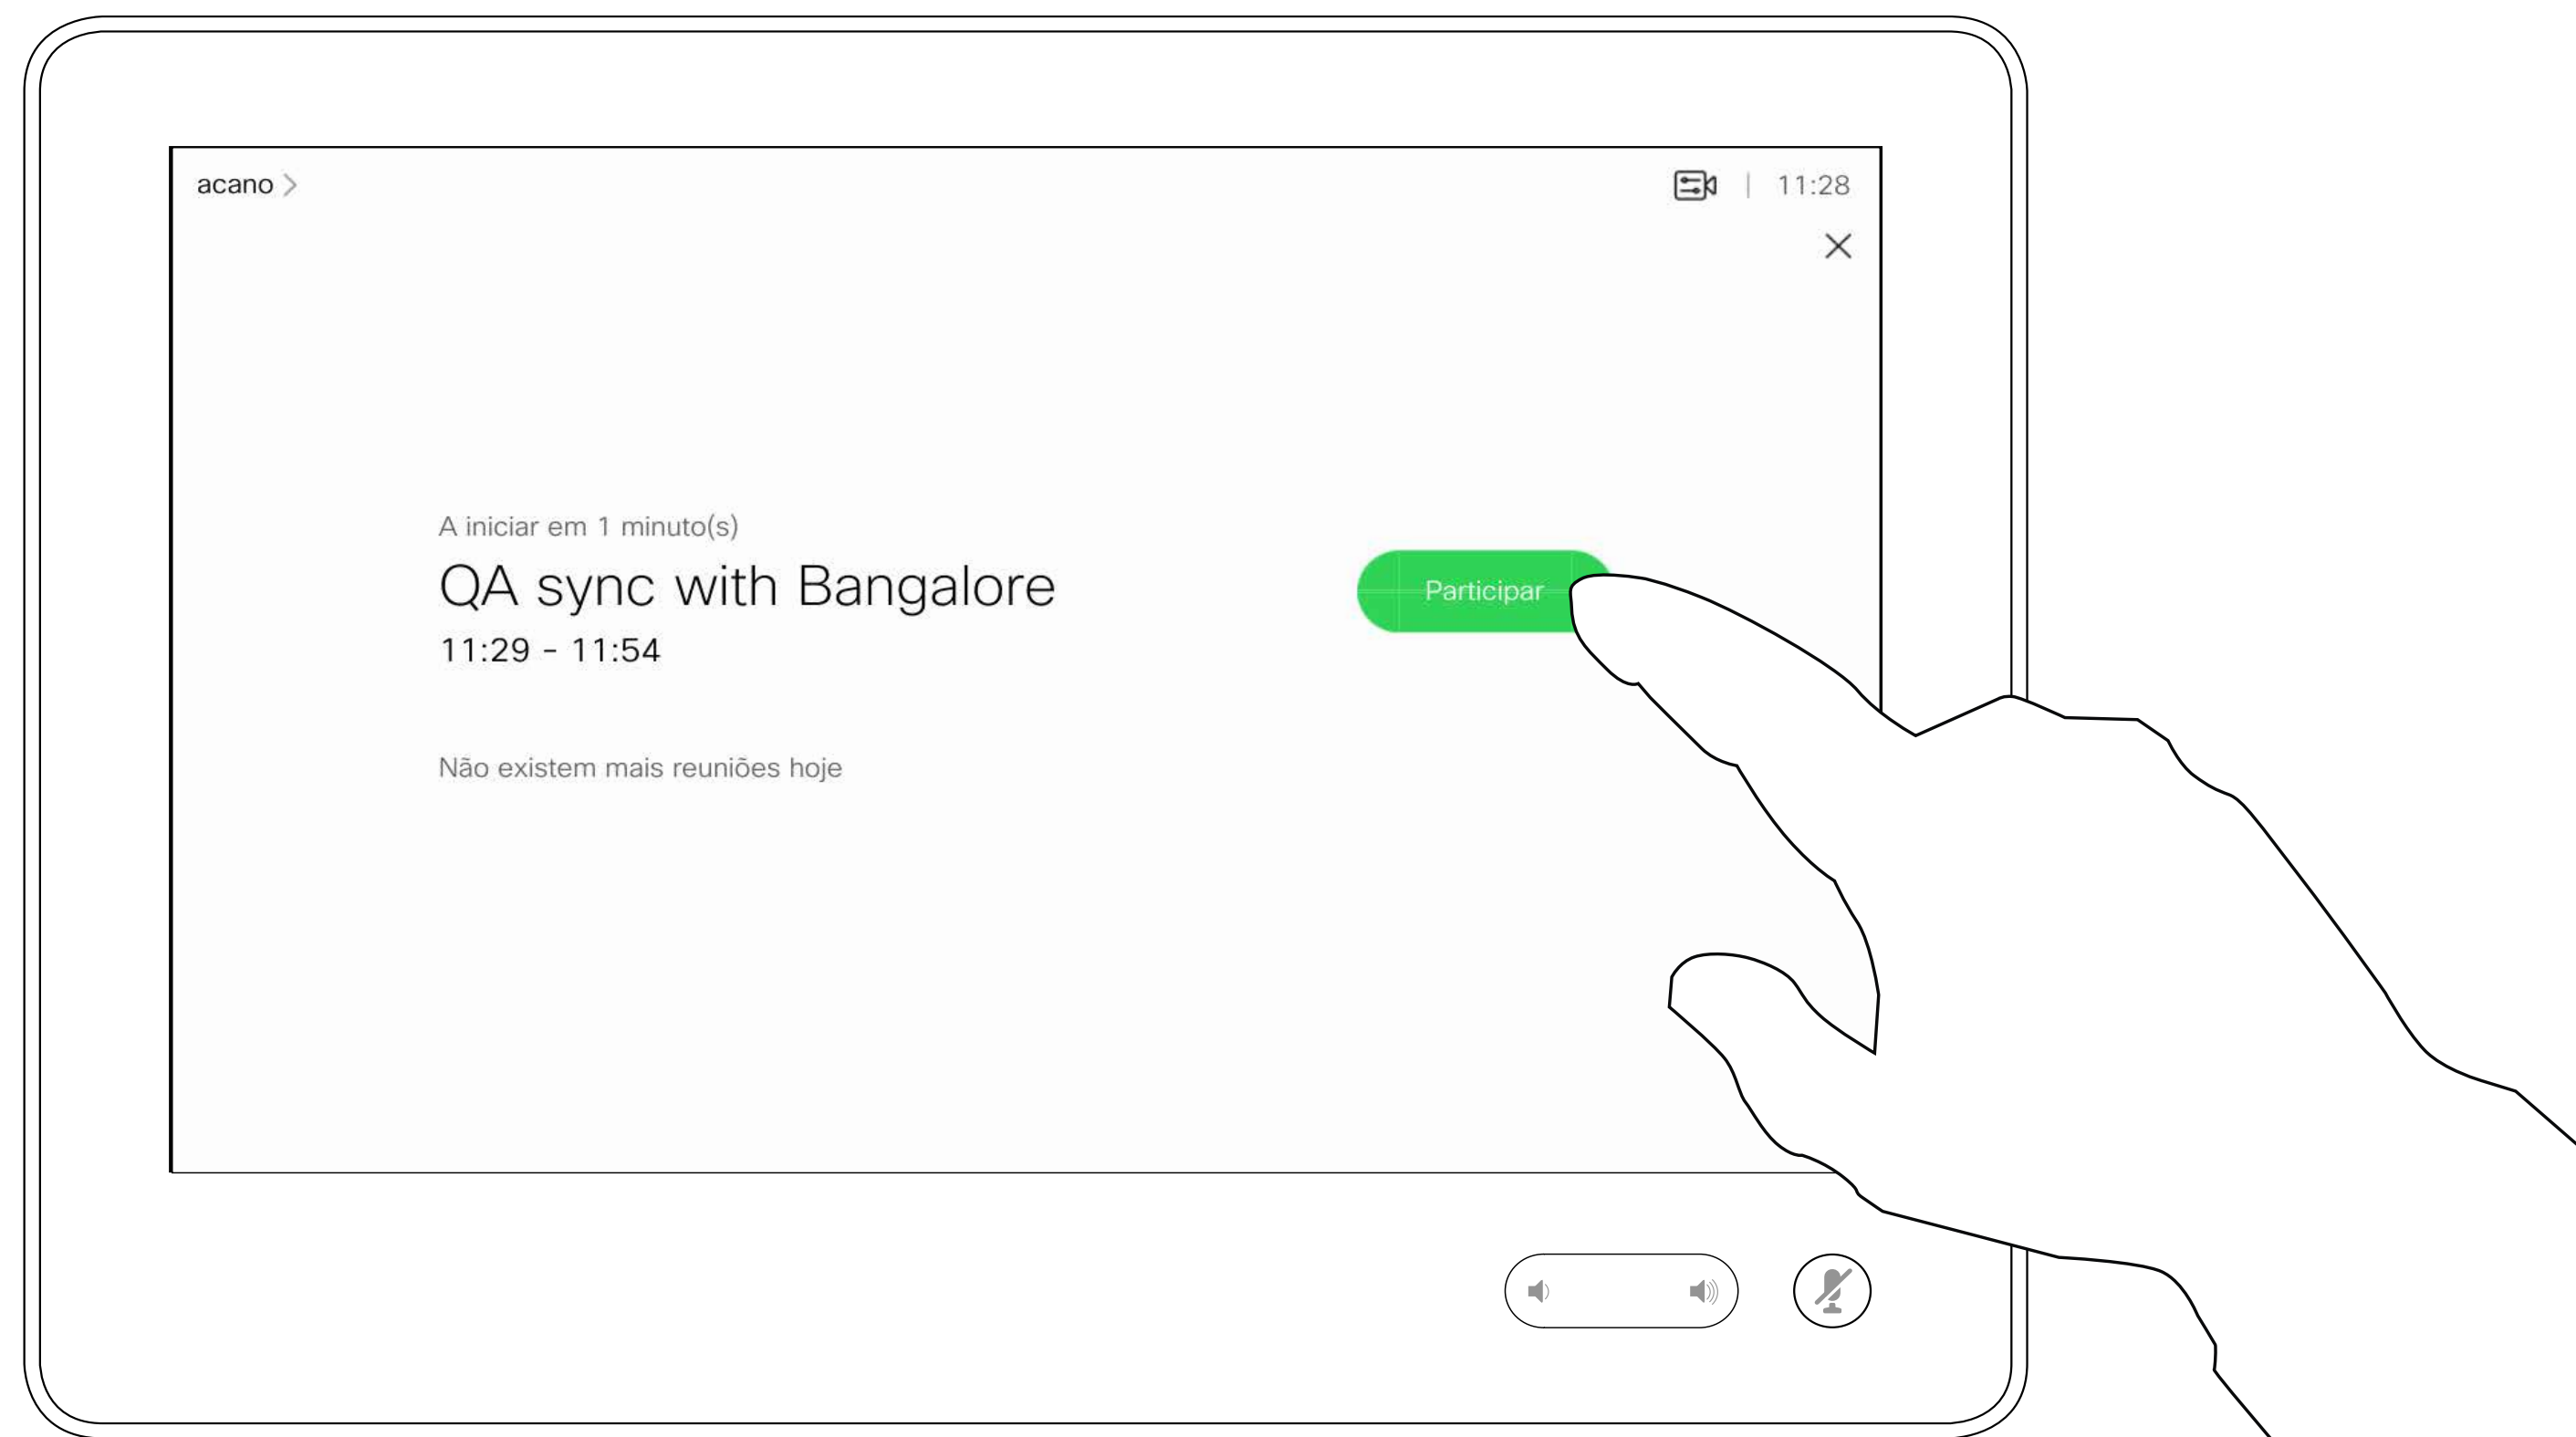 acano
11:28
A iniciar em 1 minuto(s)
QA sync with Bangalore
Participar
11:29 - 11:54
Não existem mais reuniões hoje